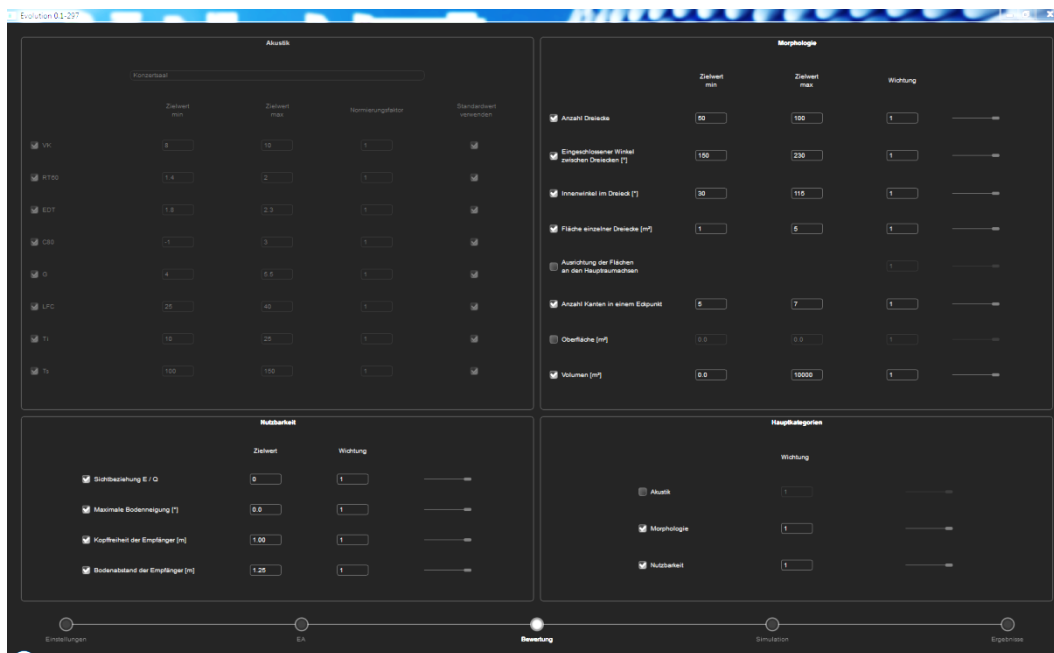 Evolution 0.1-297
Akustik
Konzertsaal
Zielwert min Zielwert max Normierungsfaktor Standardwert verwenden
VK 8 10 1
RT60 1.4 2 1
EDT 1.8 2.3 1
C80 -1 3 1
G 4 5.5 1
LFC 25 40 1
Ti 15 25 1
Ts 100 150 1
Morphologie
Zielwert min Zielwert max Wichtung
Anzahl Dreiecke 50 100 1
Eingeschlossener Winkel
zwischen Dreiecken [°] 150 230 1
Innenwinkel im Dreieck [°] 30 115 1
Fläche einzelner Dreiecke [m²] 1 5 1
Ausrichtung der Flächen
an den Hauptraumachsen 1
Anzahl Kanten in einem Eckpunkt 5 7 1
Oberfläche [m²] 0.0 0.0 1
Volumen [m³] 0.0 10000 1
Nutzbarkeit
Zielwert Wichtung
Sichtbeziehung E / Q 0 1
Maximale Bodenneigung [°] 0.0 1
Kopffreiheit der Empfänger [m] 1.00 1
Bodenabstand der Empfänger [m] 1.25 1
Hauptkategorien
Wichtung
Akustik 1
Morphologie 1
Nutzbarkeit 1
Einstellungen EA Bewertung Simulation Ergebnisse